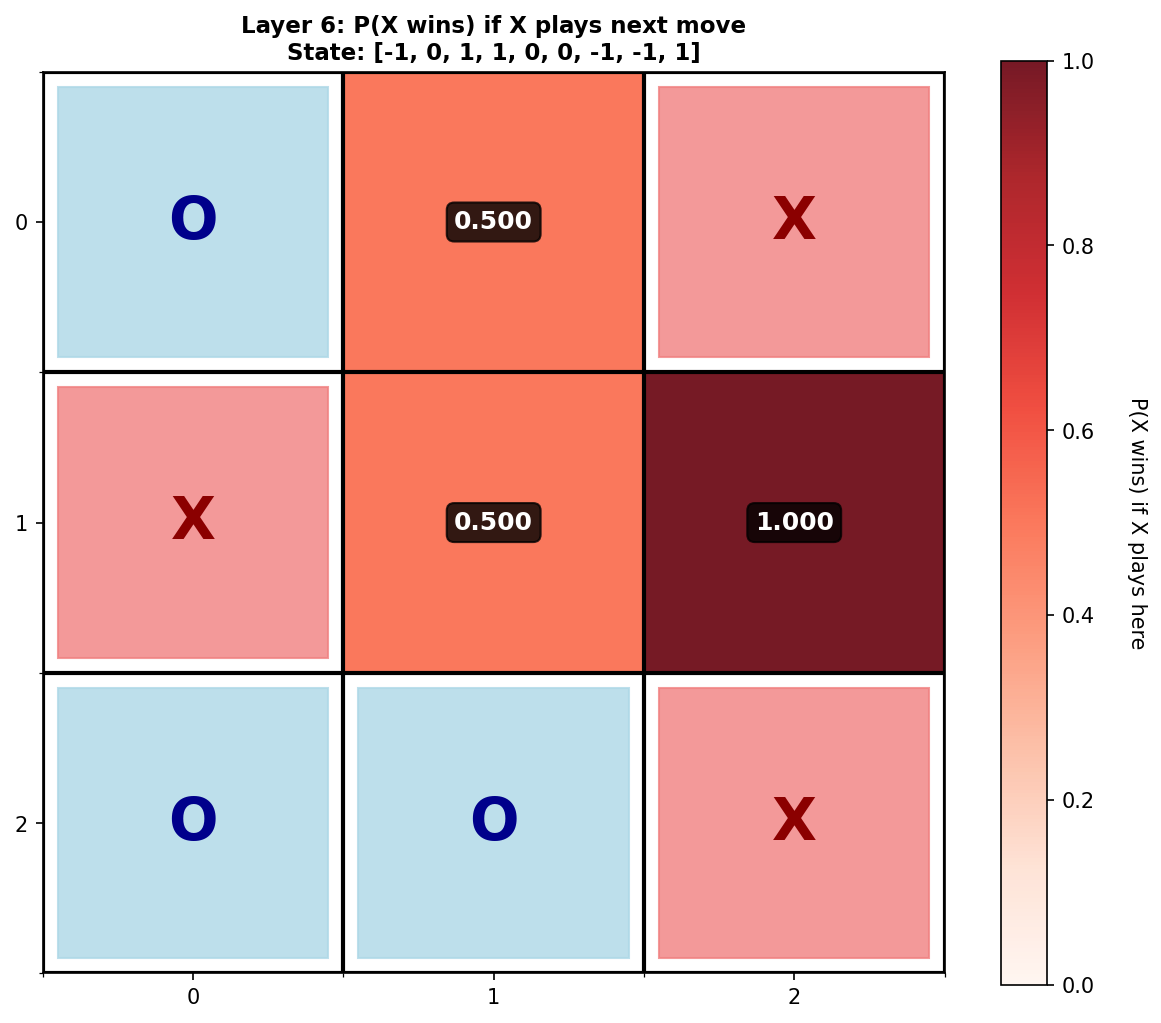 Layer 6: P(X wins) if X plays next move
State: [-1, 0, 1, 1, 0, 0, -1, -1, 1]
O
0.500
X
0
X
0.500
1.000
1
O
O
X
2
0
1
2
1.0
0.8
0.6
0.4
0.2
0.0
P(X wins) if X plays here